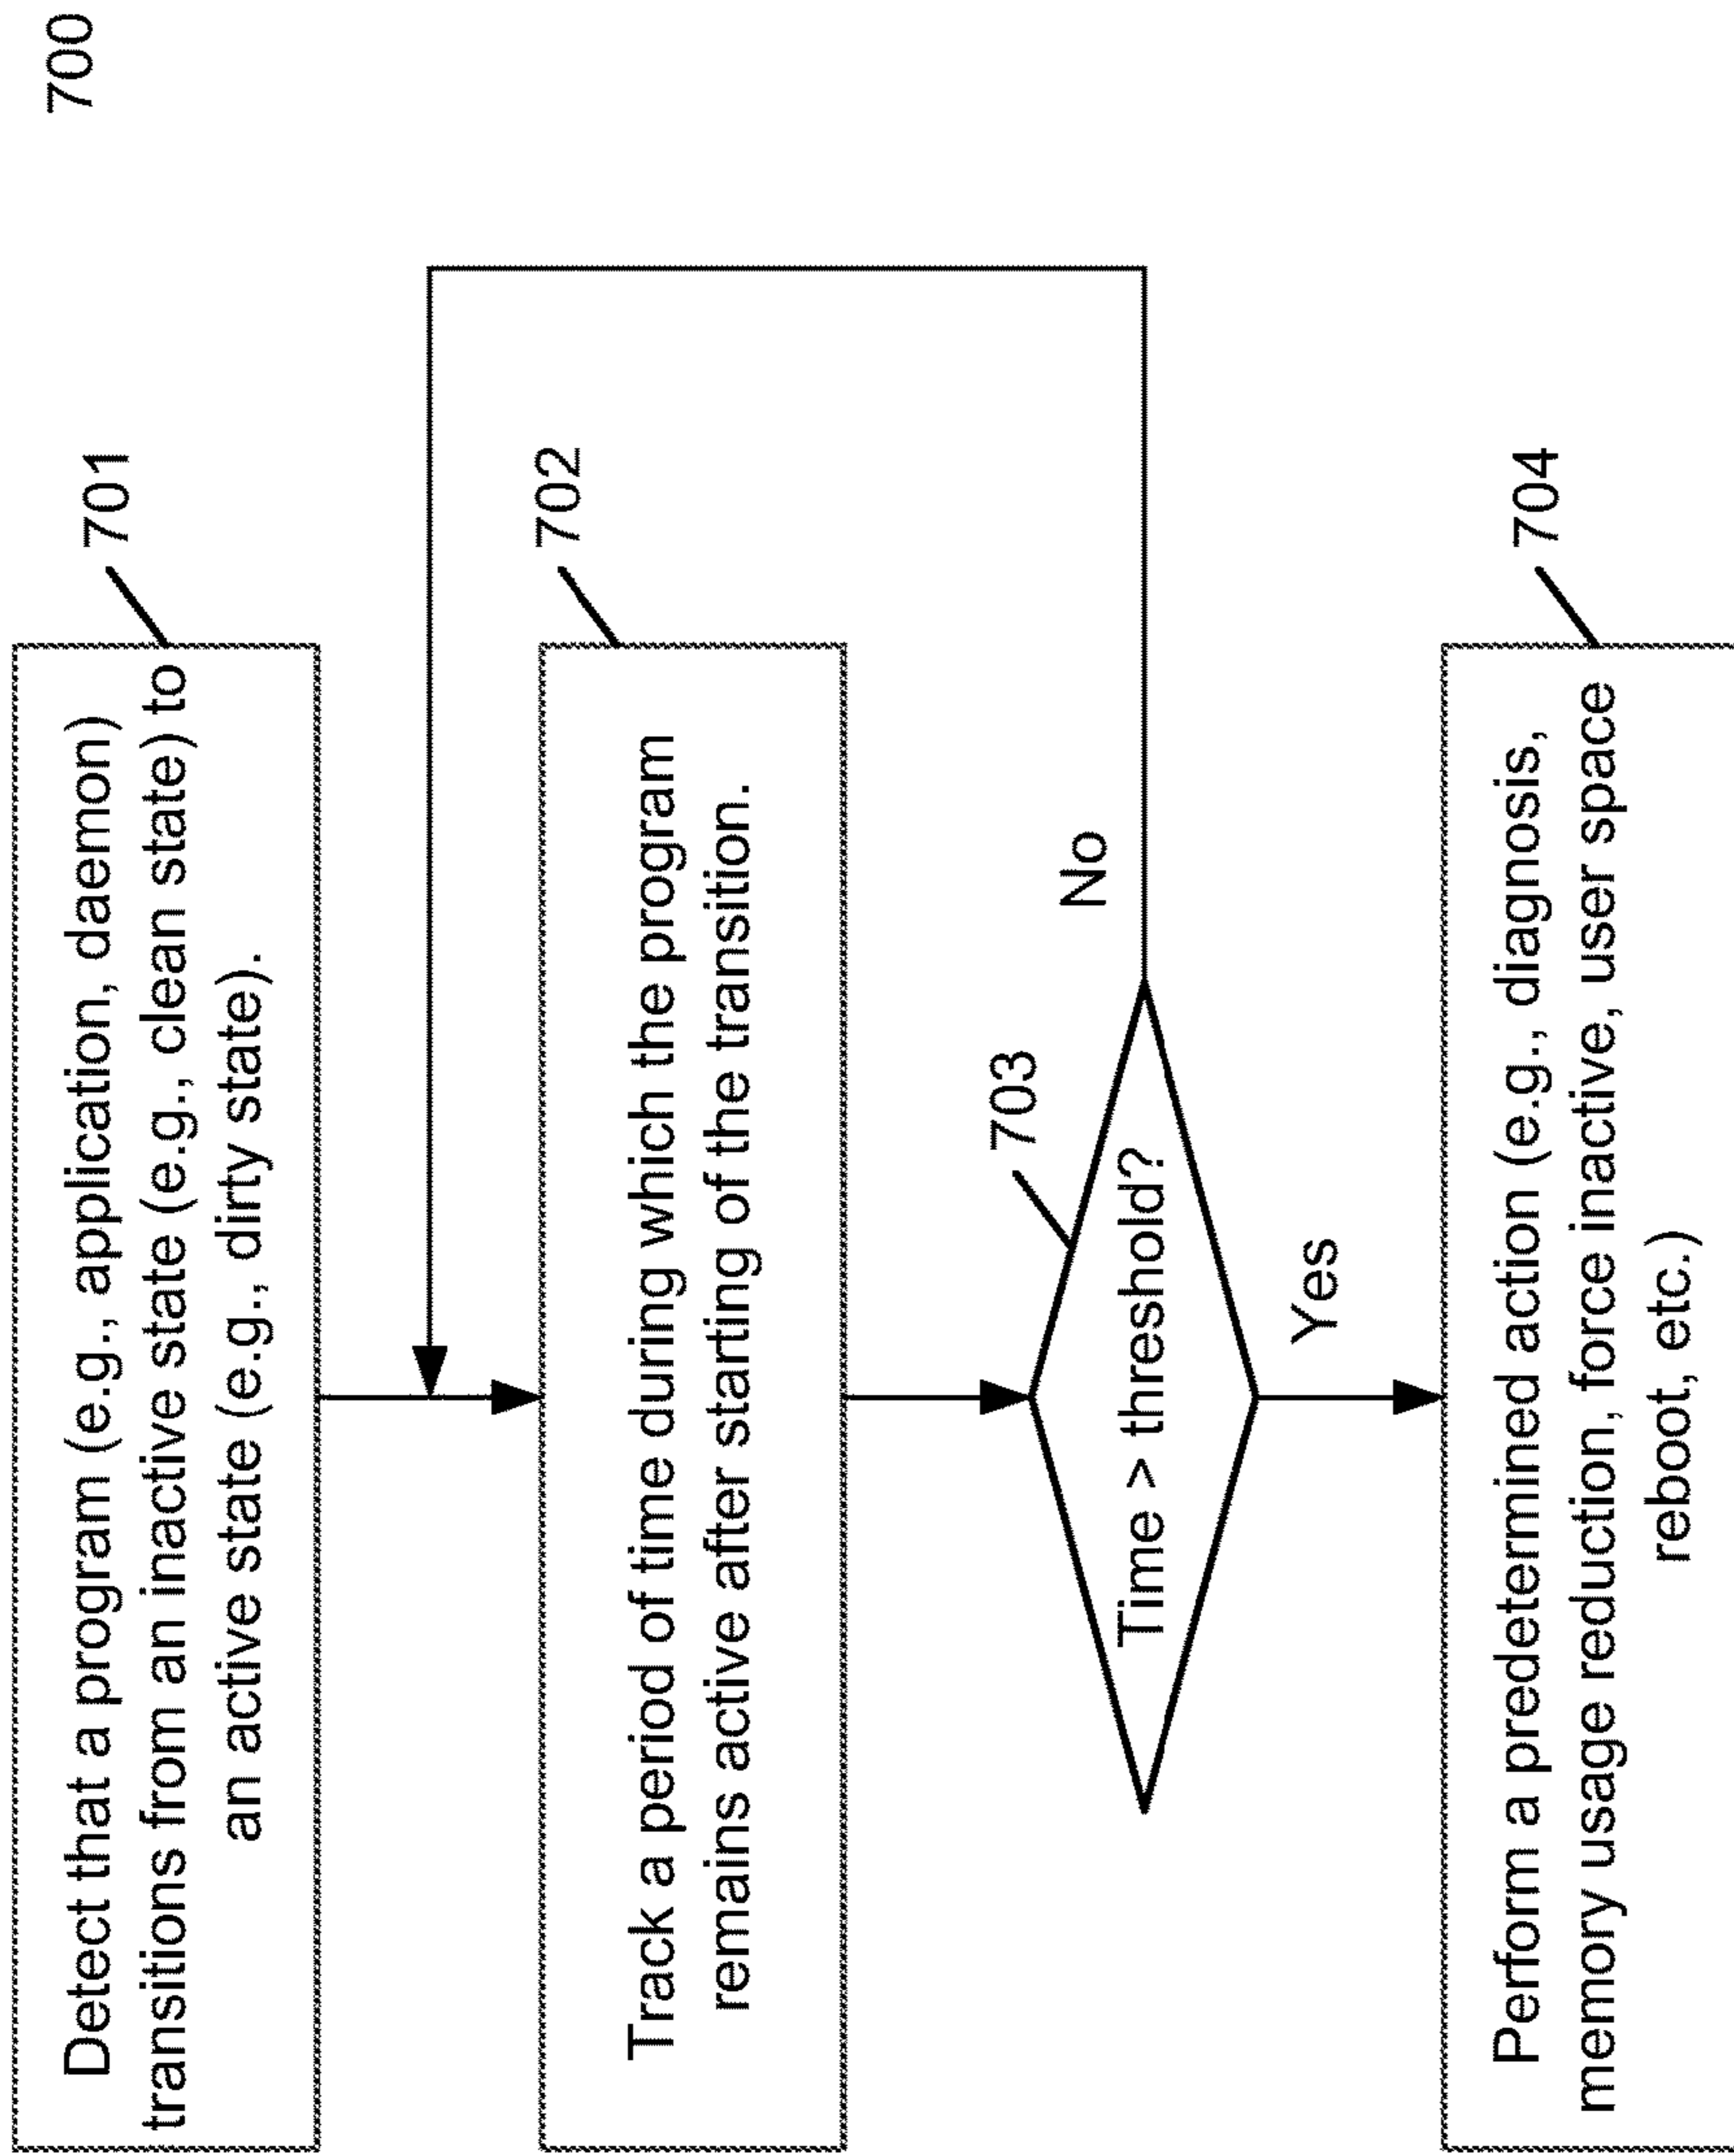 700
Detect that a program (e.g., application, daemon)
transitions from an inactive state (e.g., clean state) to
an active state (e.g., dirty state).
701
Track a period of time during which the program
remains active after starting of the transition.
702
703
Time > threshold?
No
Yes
Perform a predetermined action (e.g., diagnosis,
memory usage reduction, force inactive, user space
reboot, etc.)
704